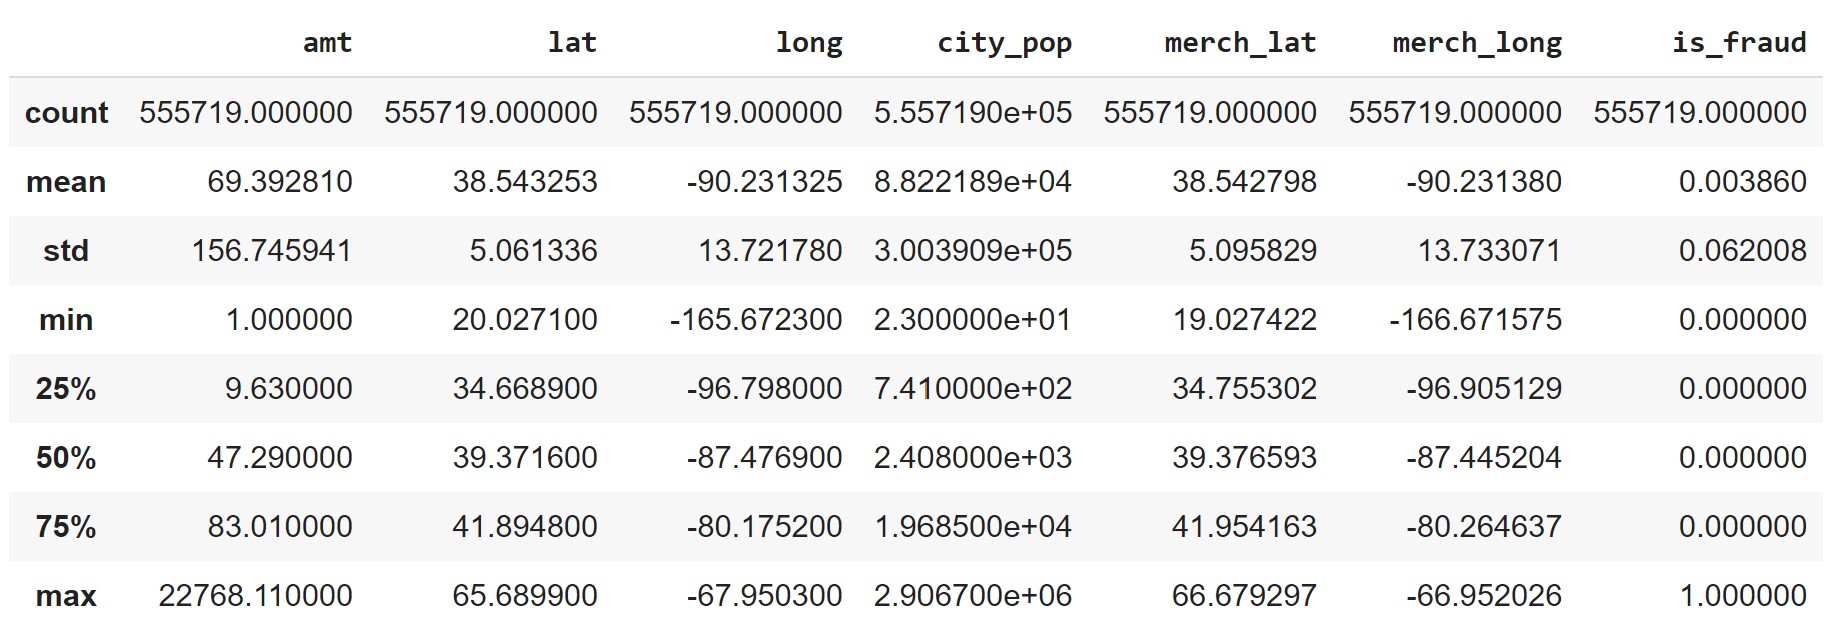 amt lat long city_pop merch_lat merch_long is_fraud
count 555719.000000 555719.000000 555719.000000 5.557190e+05 555719.000000 555719.000000 555719.000000
mean 69.392810 38.543253 -90.231325 8.822189e+04 38.542798 -90.231380 0.003860
std 156.745941 5.061336 13.721780 3.003909e+05 5.095829 13.733071 0.062008
min 1.000000 20.027100 -165.672300 2.300000e+01 19.027422 -166.671575 0.000000
25% 9.630000 34.668900 -96.798000 7.410000e+02 34.755302 -96.905129 0.000000
50% 47.290000 39.371600 -87.476900 2.408000e+03 39.376593 -87.445204 0.000000
75% 83.010000 41.894800 -80.175200 1.968500e+04 41.954163 -80.264637 0.000000
max 22768.110000 65.689900 -67.950300 2.906700e+06 66.679297 -66.952026 1.000000